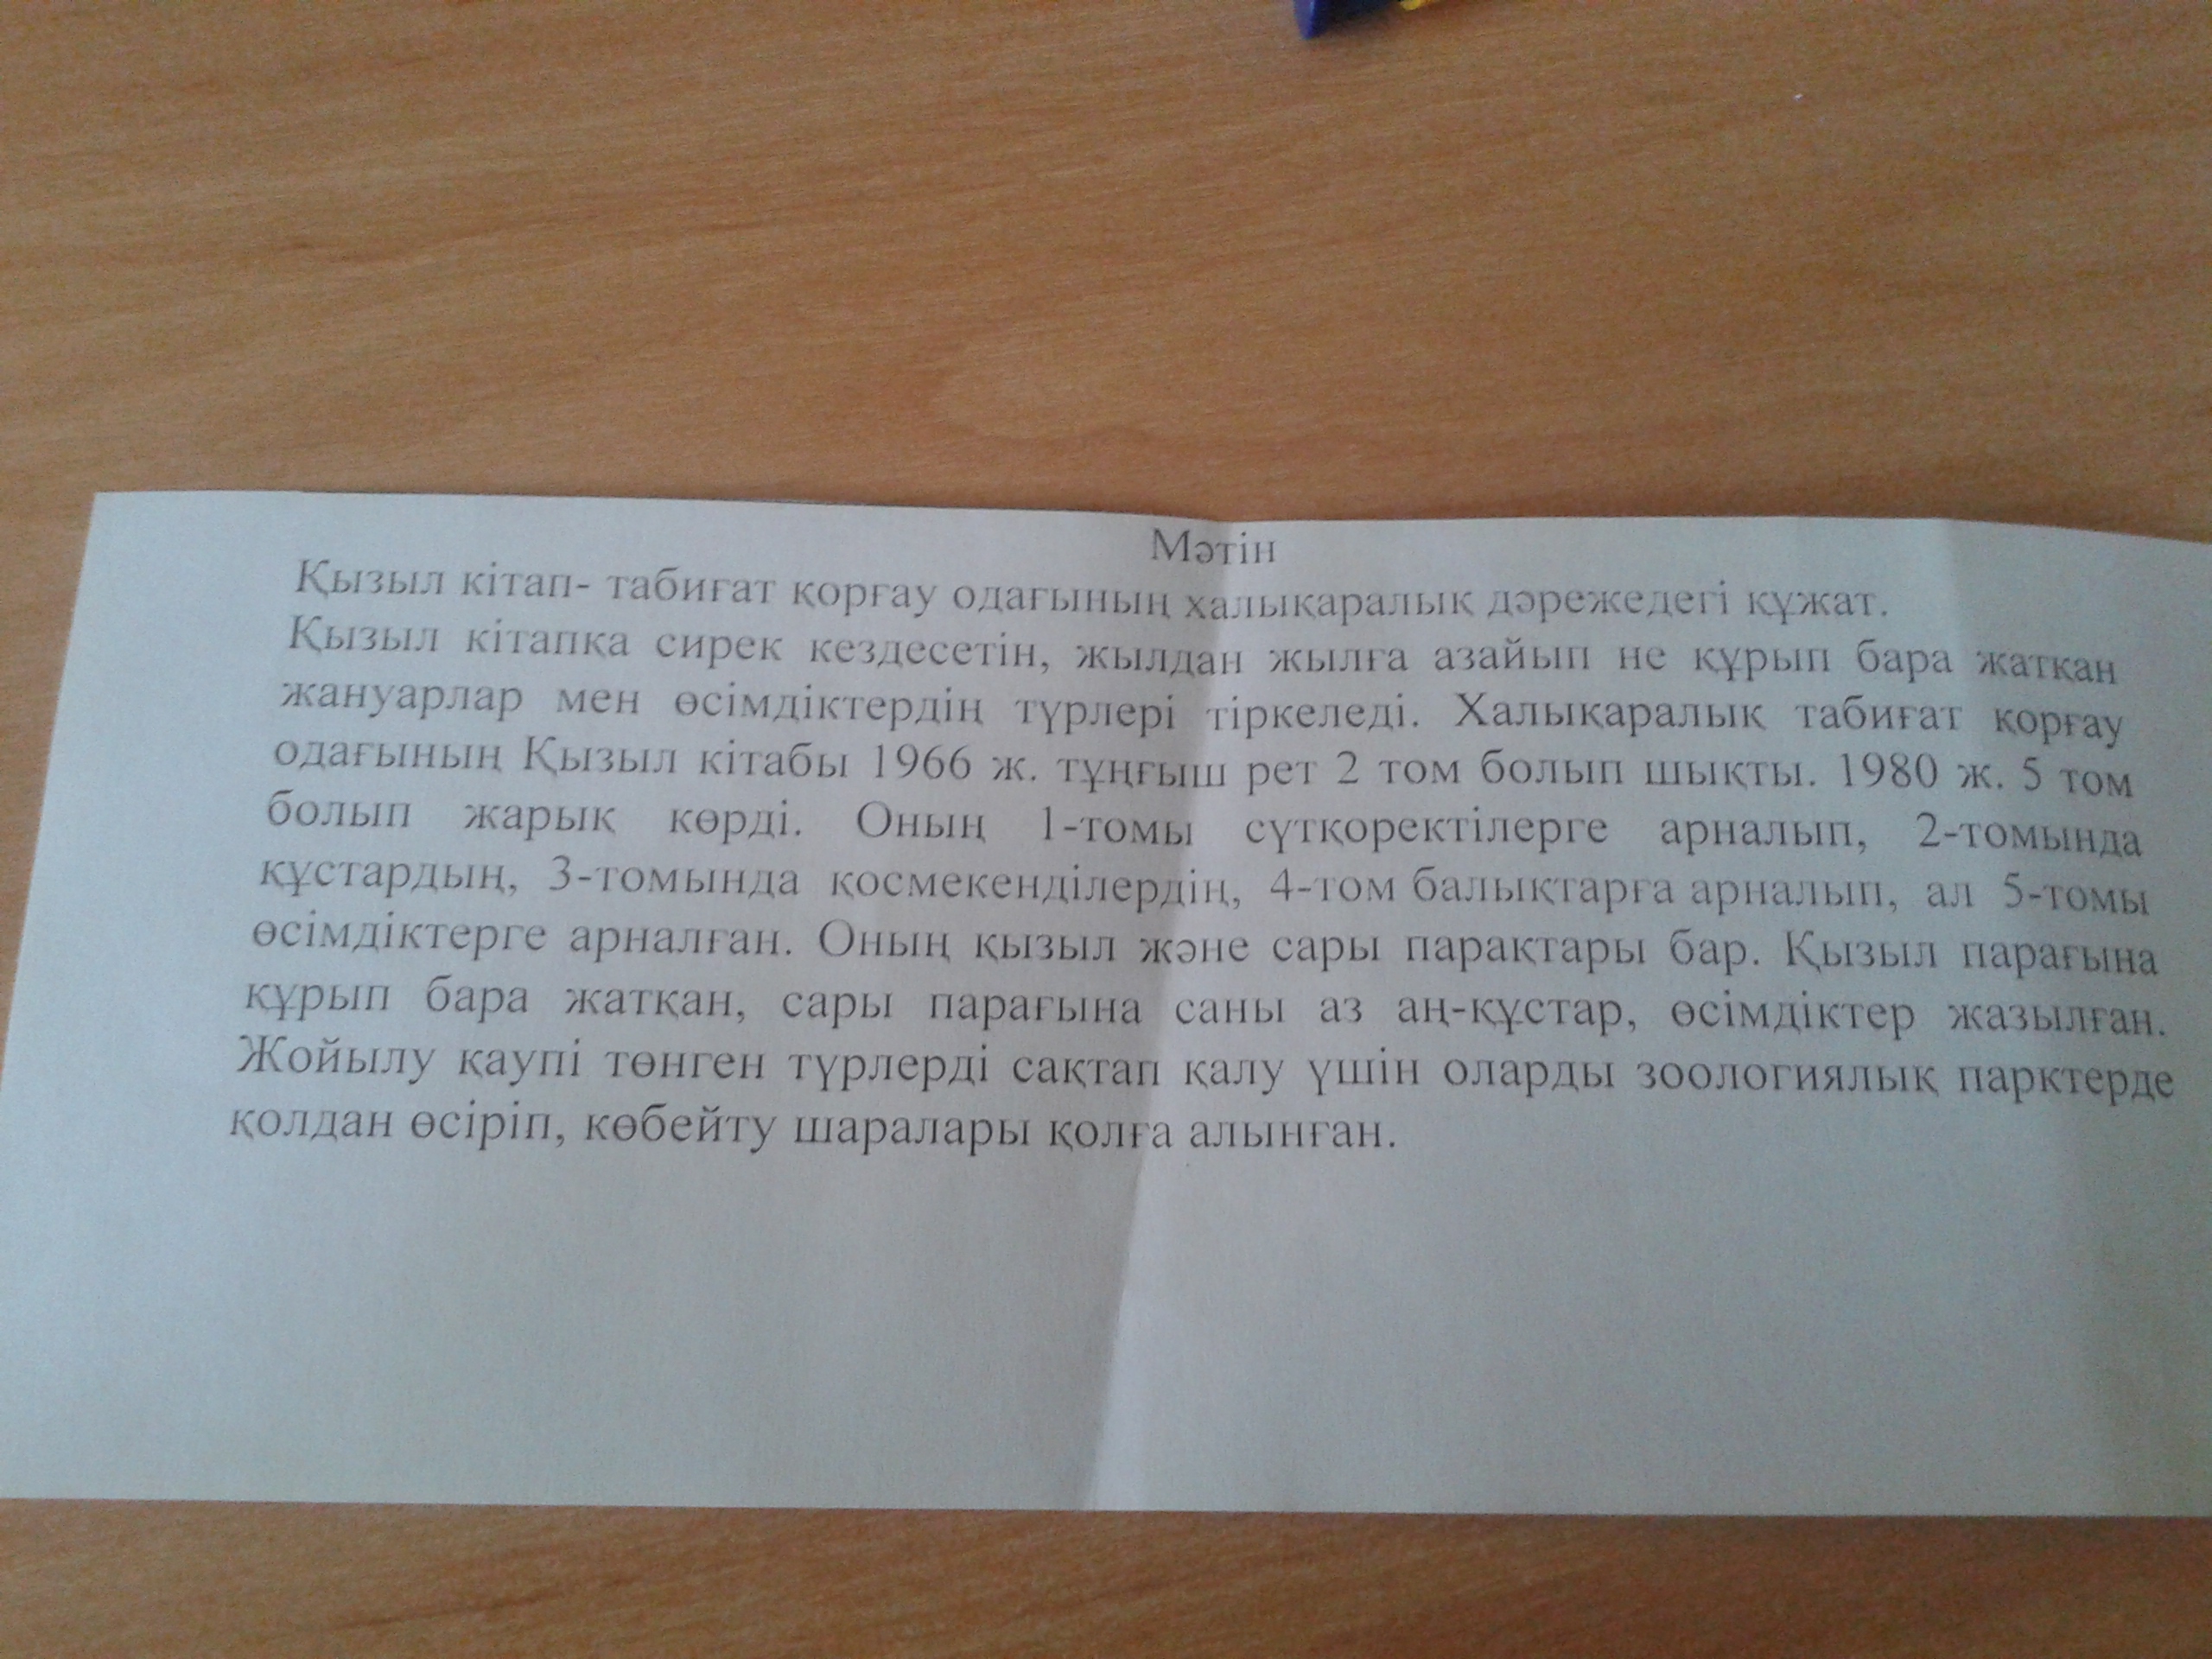 Мәтін
Қызыл кітап- табиғат қорғау одағының халықаралық дәрежедегі құжат.
Қызыл кітапқа сирек кездесетін, жылдан жылға азайып не құрып бара жатқан
жануарлар мен өсімдіктердің түрлері тіркеледі. Халықаралық табиғат қорғау
одағының Қызыл кітабы 1966 ж. тұңғыш рет 2 том болып шықты. 1980 ж. 5 том
болып жарық көрді. Оның 1-томы сүтқоректілерге арналып, 2-томында
құстардың, 3-томында қосмекенділердің, 4-том балықтарға арналып, ал 5-томы
өсімдіктерге арналған. Оның қызыл және сары парақтары бар. Қызыл парағына
құрып бара жатқан, сары парағына саны аз аң-құстар, өсімдіктер жазылған.
Жойылу қаупі төнген түрлерді сақтап қалу үшін оларды зоологиялық парктерде
қолдан өсіріп, көбейту шаралары қолға алынған.